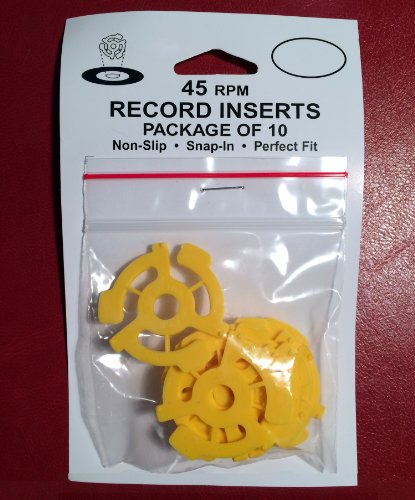 45 RPM
RECORD INSERTS
PACKAGE OF 10
Non-Slip • Snap-In • Perfect Fit